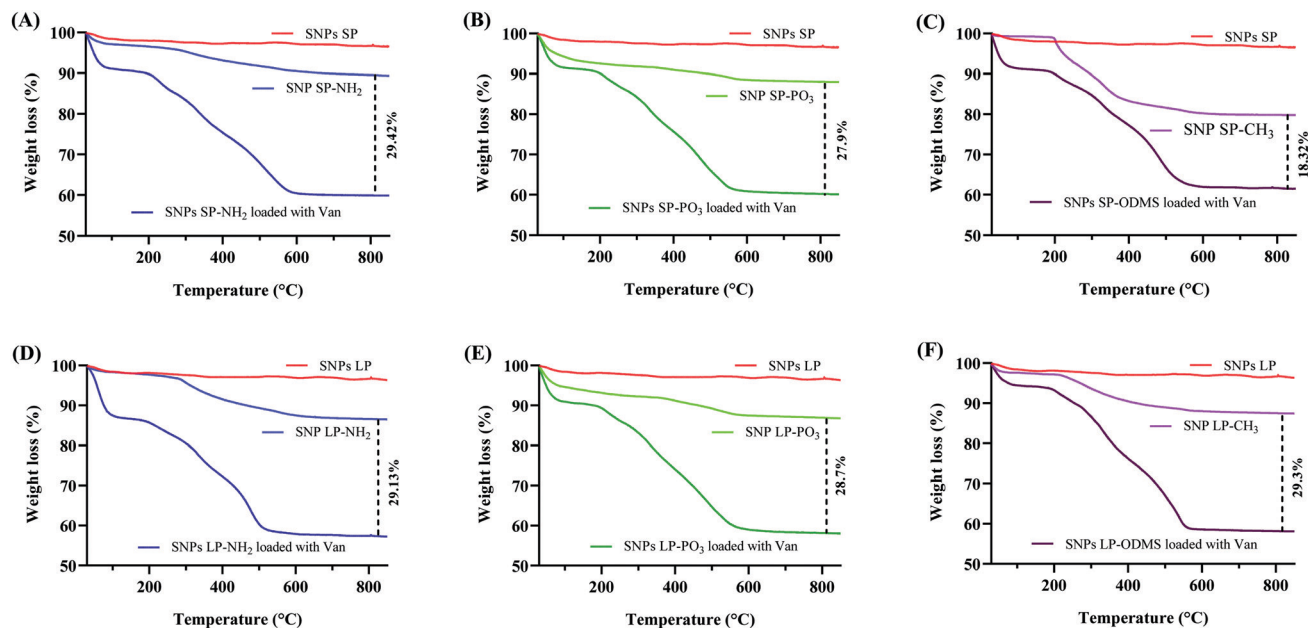 (A)
100
90
80
70
60
50
Weight loss (%)
SNPs SP
SNP SP-NH₂
29.42%
SNPs SP-NH₂ loaded with Van
200
400
600
800
Temperature (°C)
(B)
100
90
80
70
60
50
Weight loss (%)
SNPs SP
SNP SP-PO₃
27.9%
SNPs SP-PO₃ loaded with Van
200
400
600
800
Temperature (°C)
(C)
100
90
80
70
60
50
Weight loss (%)
SNPs SP
SNP SP-CH₃
18.32%
SNPs SP-ODMS loaded with Van
200
400
600
800
Temperature (°C)
(D)
100
90
80
70
60
50
Weight loss (%)
SNPs LP
SNP LP-NH₂
29.13%
SNPs LP-NH₂ loaded with Van
200
400
600
800
Temperature (°C)
(E)
100
90
80
70
60
50
Weight loss (%)
SNPs LP
SNP LP-PO₃
28.7%
SNPs LP-PO₃ loaded with Van
200
400
600
800
Temperature (°C)
(F)
100
90
80
70
60
50
Weight loss (%)
SNPs LP
SNP LP-CH₃
29.3%
SNPs LP-ODMS loaded with Van
200
400
600
800
Temperature (°C)